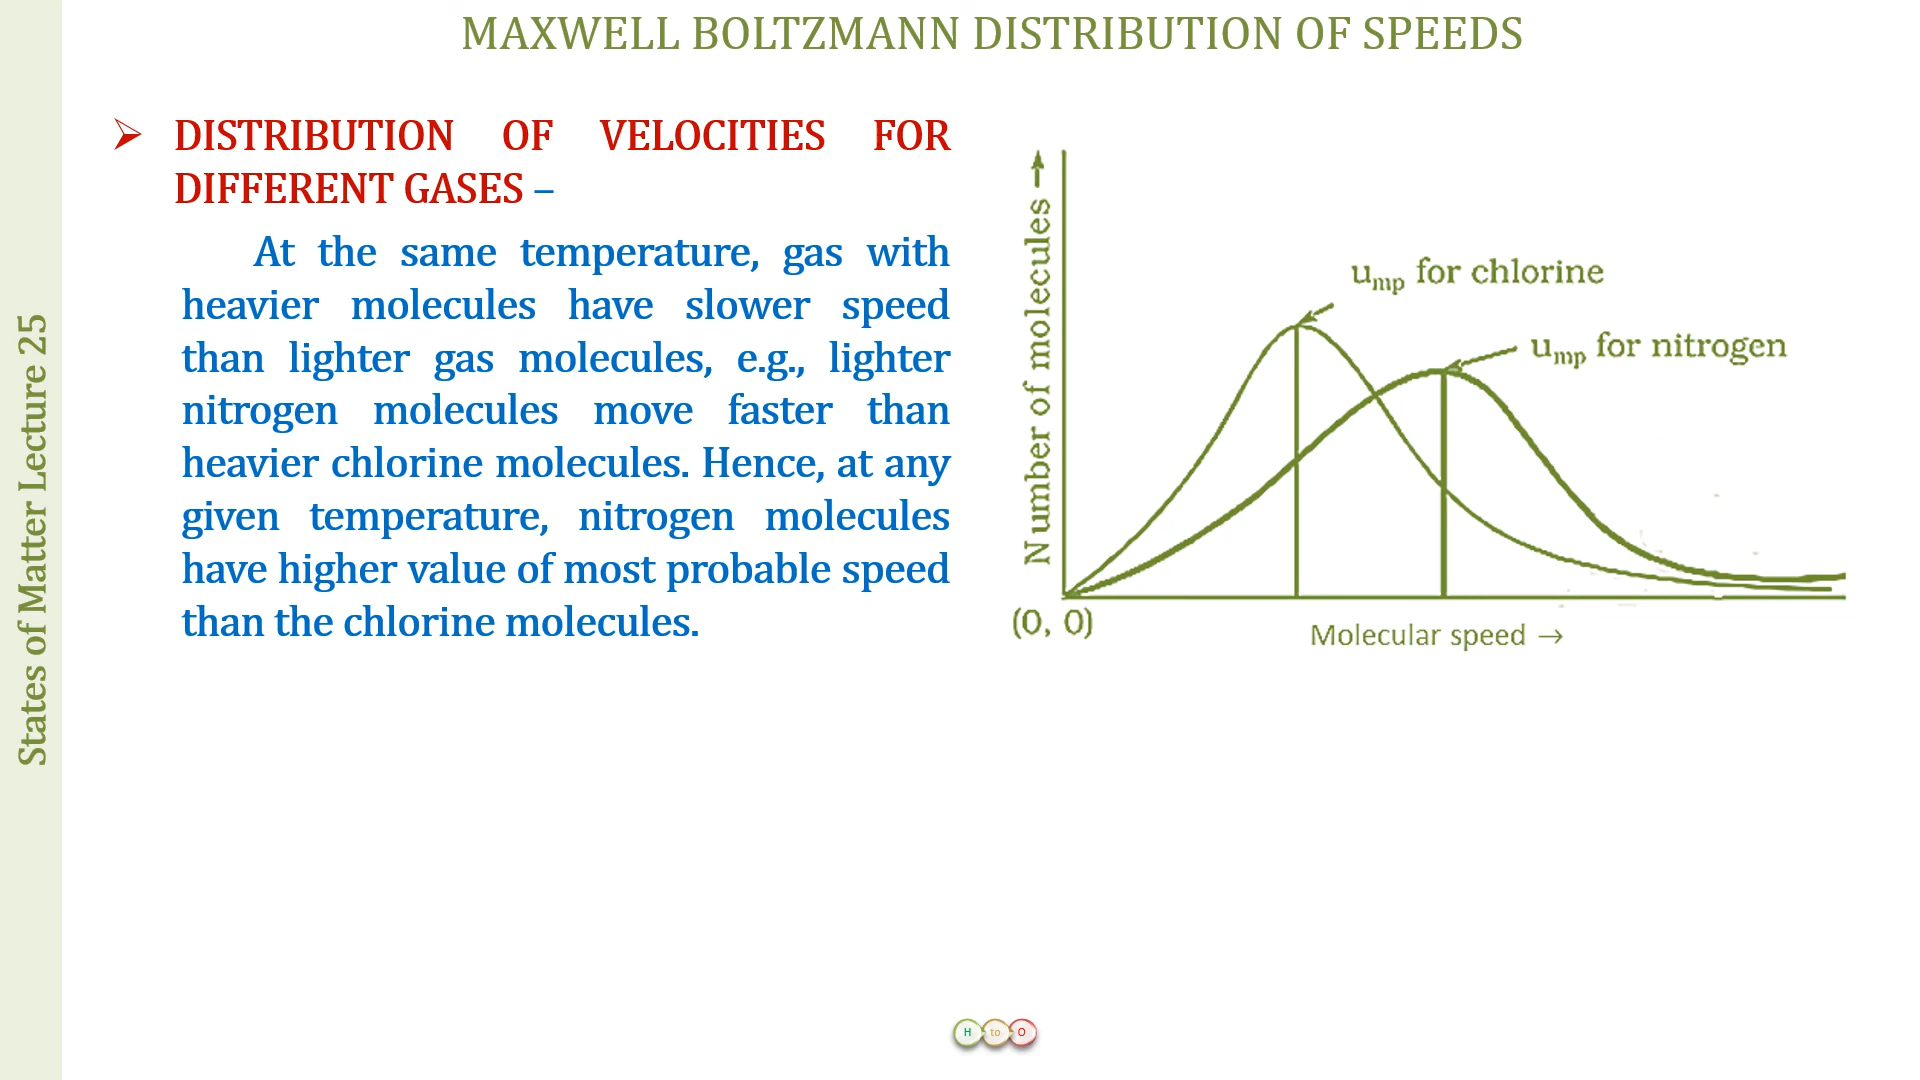 MAXWELL BOLTZMANN DISTRIBUTION OF SPEEDS
States of Matter Lecture 25
➢ DISTRIBUTION OF VELOCITIES FOR
DIFFERENT GASES –
At the same temperature, gas with
heavier molecules have slower speed
than lighter gas molecules, e.g., lighter
nitrogen molecules move faster than
heavier chlorine molecules. Hence, at any
given temperature, nitrogen molecules
have higher value of most probable speed
than the chlorine molecules.
Number of molecules →
ump for chlorine
ump for nitrogen
(0, 0)
Molecular speed →
H to O